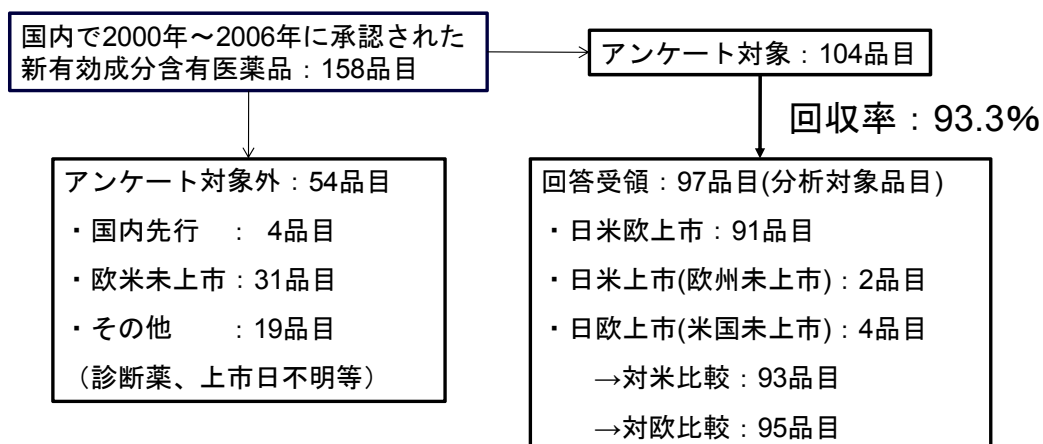 国内で2000年～2006年に承認された
新有効成分含有医薬品：158品目
アンケート対象：104品目
回収率：93.3%
アンケート対象外：54品目
・国内先行　： 4品目
・欧米未上市：31品目
・その他　　：19品目
（診断薬、上市日不明等）
回答受領：97品目(分析対象品目)
・日米欧上市：91品目
・日米上市(欧州未上市)：2品目
・日欧上市(米国未上市)：4品目
→対米比較：93品目
→対欧比較：95品目